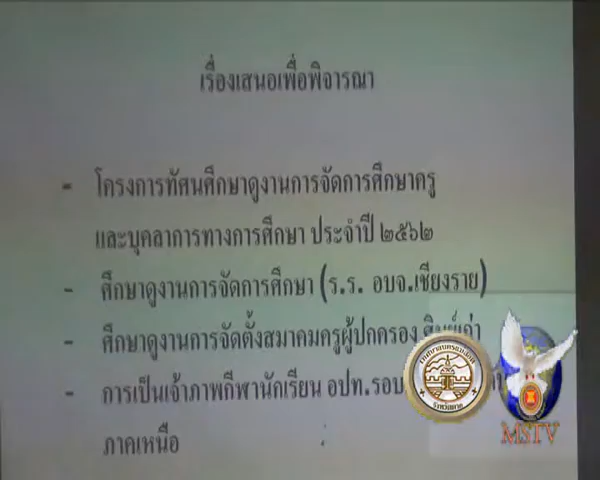 เรื่องเสนอเพื่อพิจารณา
- โครงการทัศนศึกษาดูงานการจัดการศึกษาครู
และบุคลาการทางการศึกษา ประจำปี ๒๕๖๒
- ศึกษาดูงานการจัดการศึกษา (ร.ร. อบจ.เชียงราย)
- ศึกษาดูงานการจัดตั้งสมาคมครูผู้ปกครอง ศิษย์เก่า
- การเป็นเจ้าภาพกีฬานักเรียน อปท.รอบ
ภาคเหนือ
MSTV